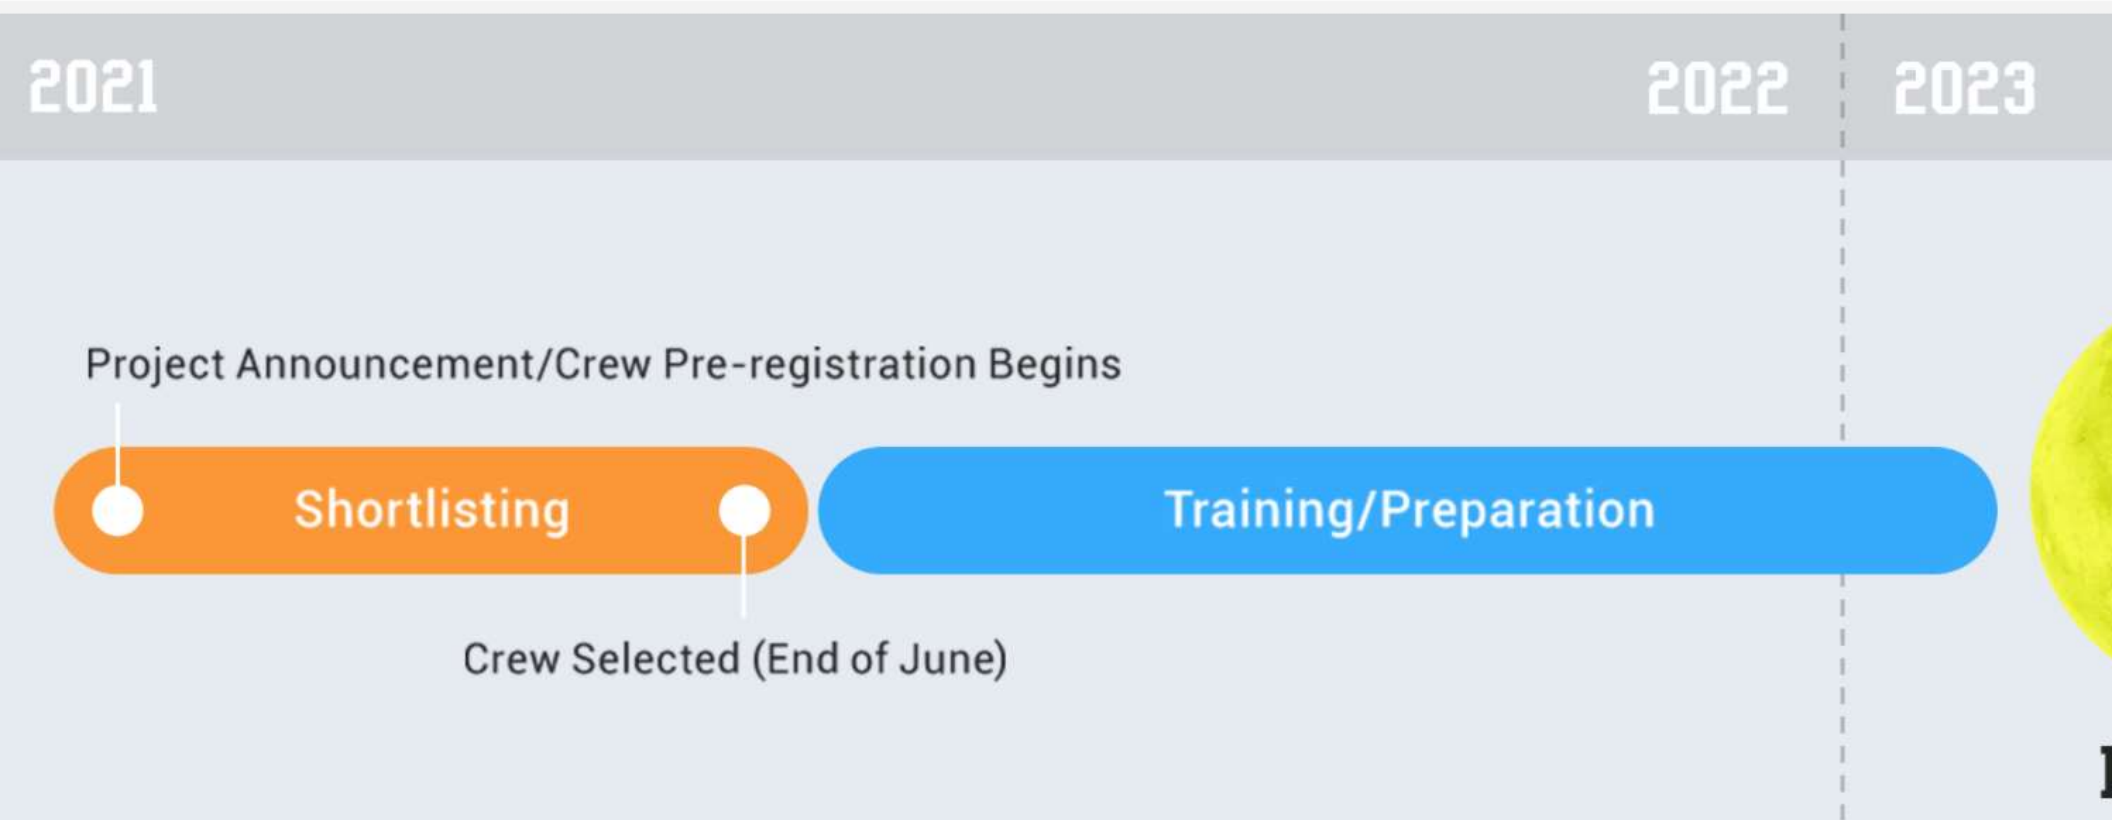 2021
2022
2023
Project Announcement/Crew Pre-registration Begins
Shortlisting
Training/Preparation
Crew Selected (End of June)